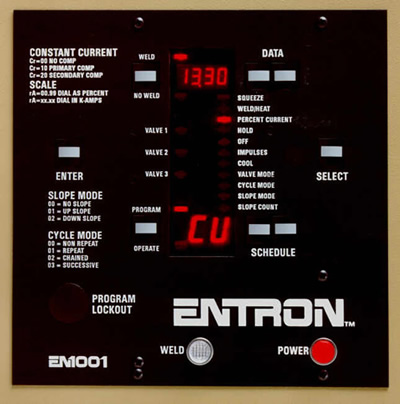 CONSTANT CURRENT
Cr=00 NO COMP
Cr=10 PRIMARY COMP
Cr=20 SECONDARY COMP
SCALE
rA=00.99 DIAL AS PERCENT
rA=xx.xx DIAL IN K-AMPS
WELD
NO WELD
13.30
DATA
SQUEEZE
WELD/HEAT
PERCENT CURRENT
HOLD
OFF
IMPULSES
COOL
VALVE MODE
CYCLE MODE
SLOPE MODE
SLOPE COUNT
VALVE 1
VALVE 2
VALVE 3
ENTER
SELECT
SLOPE MODE
00 = NO SLOPE
01 = UP SLOPE
02 = DOWN SLOPE
CYCLE MODE
00 = NON REPEAT
01 = REPEAT
02 = CHAINED
03 = SUCCESSIVE
PROGRAM
OPERATE
CU
SCHEDULE
PROGRAM
LOCKOUT
ENTRON™
EN1001
WELD
POWER